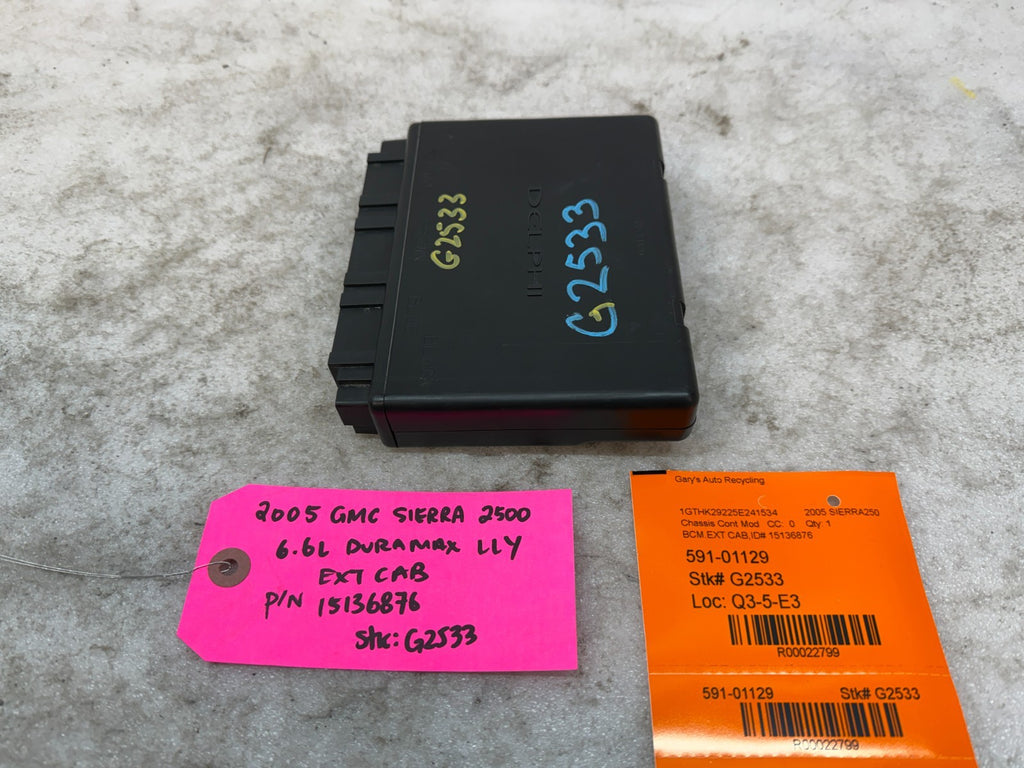 G2533
DELPHI
G2533
2005 GMC SIERRA 2500
6.6L DURAMAX LLY
EXT CAB
P/N 15136876
stk: G2533
Gary's Auto Recycling
1GTHK29225E241534 2005 SIERRA250
Chassis Cont Mod CC: 0 Qty: 1
BCM,EXT CAB,ID# 15136876
591-01129
Stk# G2533
Loc: Q3-5-E3
R00022799
591-01129 Stk# G2533
R00022799